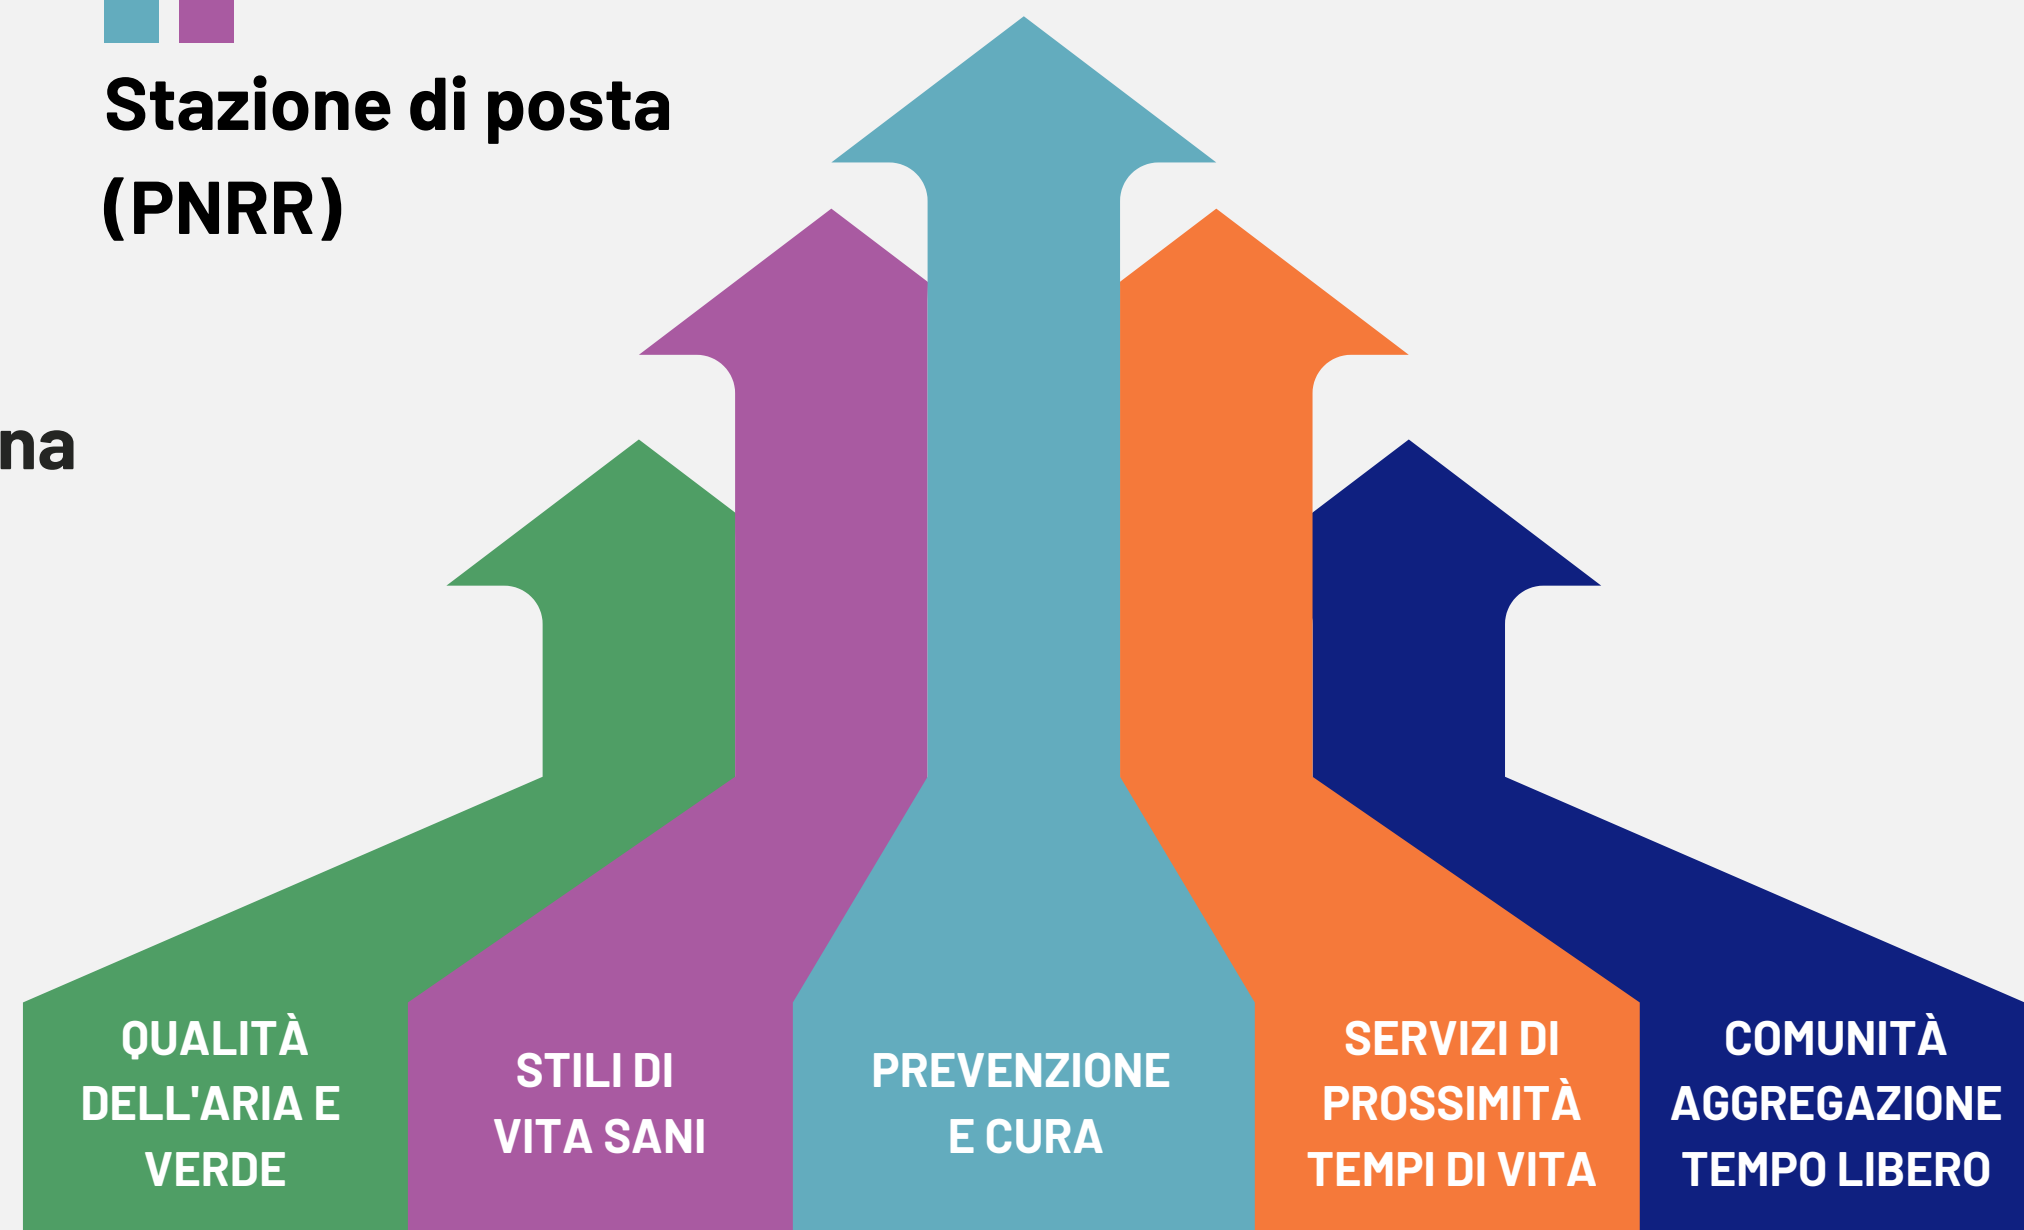 Stazione di posta
(PNRR)
na
QUALITÀ
DELL'ARIA E
VERDE
STILI DI
VITA SANI
PREVENZIONE
E CURA
SERVIZI DI
PROSSIMITÀ
TEMPI DI VITA
COMUNITÀ
AGGREGAZIONE
TEMPO LIBERO